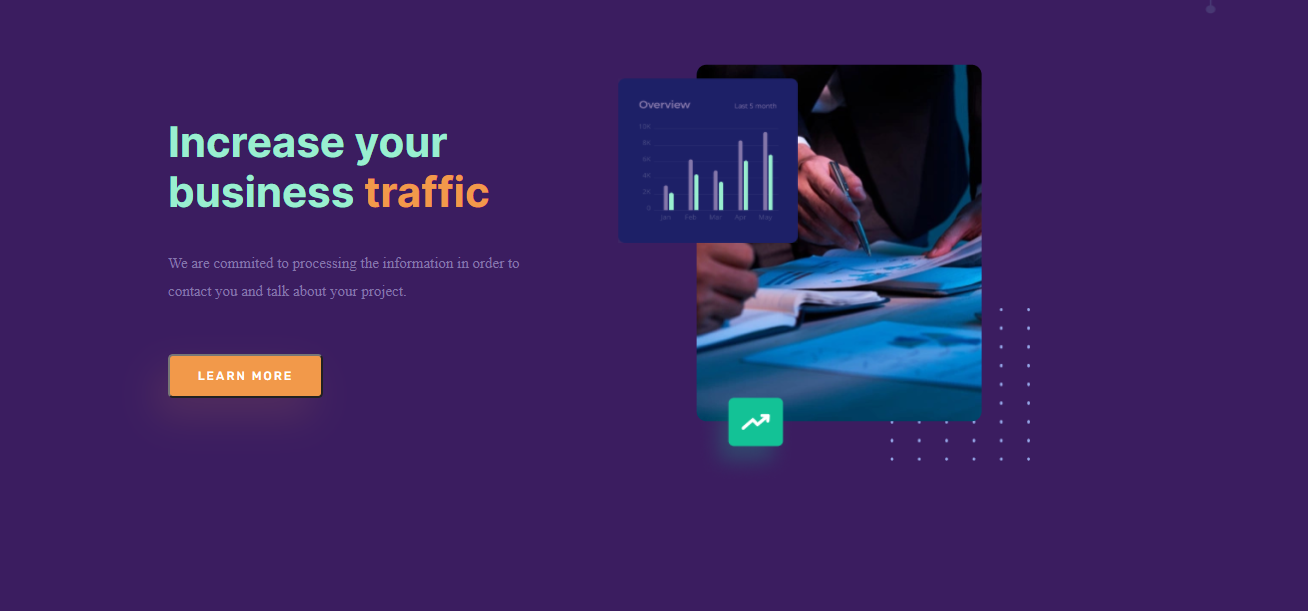 Increase your
business traffic
We are commited to processing the information in order to
contact you and talk about your project.
LEARN MORE
Overview
Last 5 month
8K
6K
4K
2K
0
Jan Feb Mar Apr May